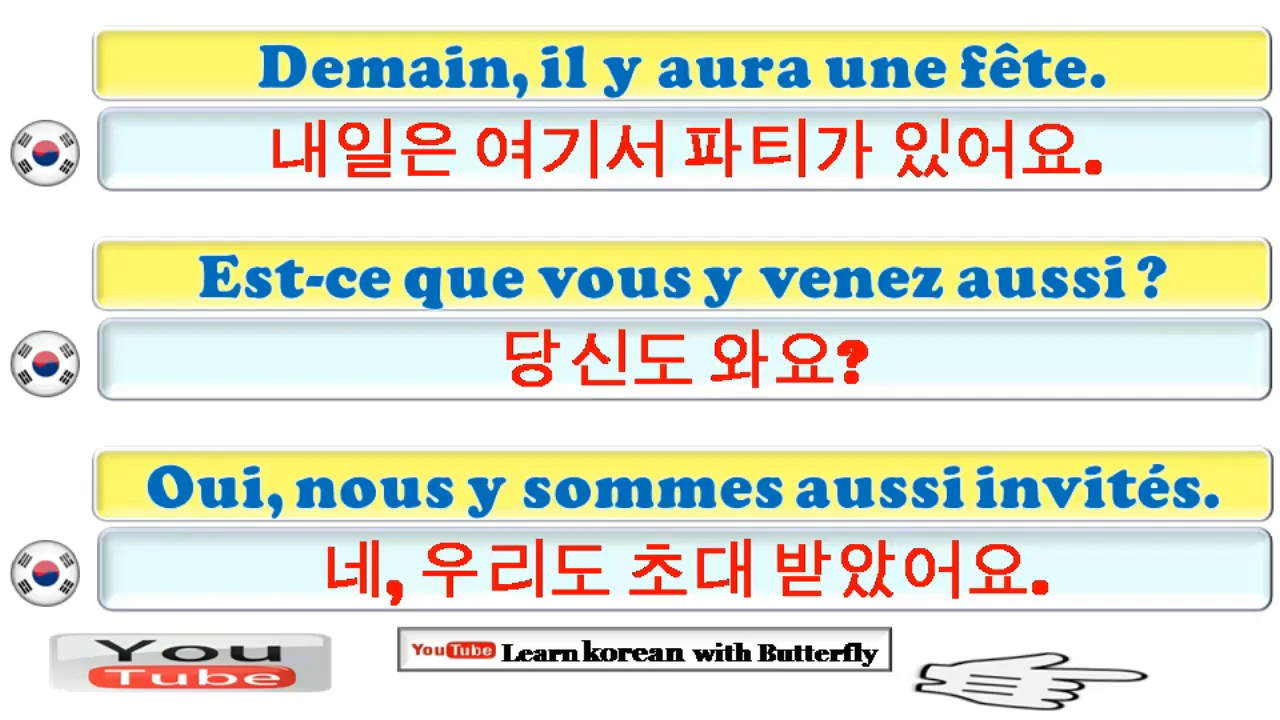 Demain, il y aura une fête.
내일은 여기서 파티가 있어요.
Est-ce que vous y venez aussi ?
당신도 와요?
Oui, nous y sommes aussi invités.
네, 우리도 초대 받았어요.
You
Tube
YouTube Learn korean with Butterfly